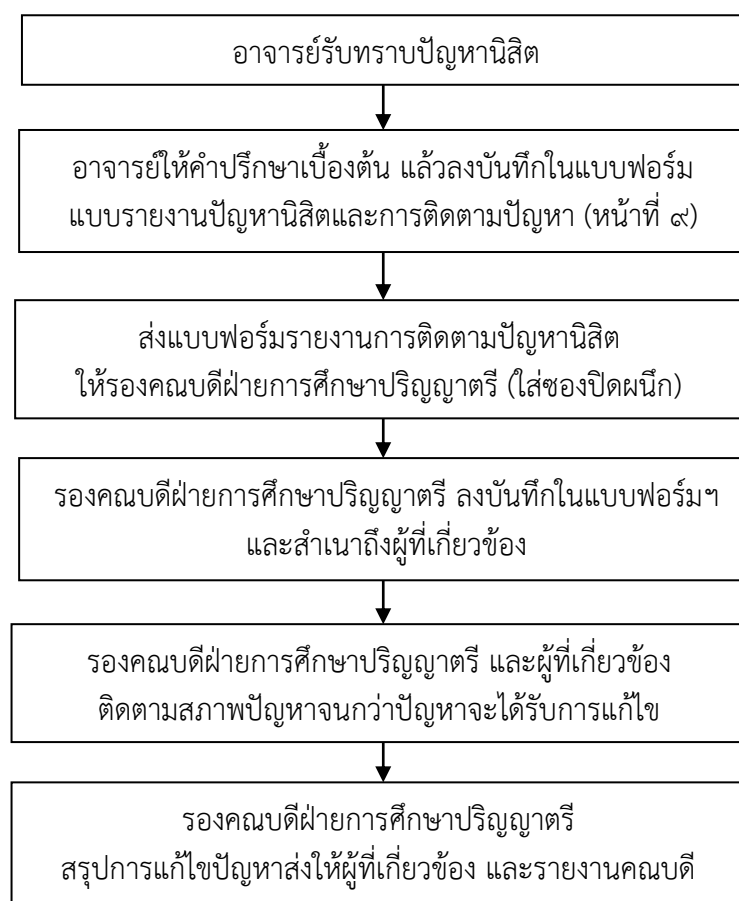 อาจารย์รับทราบปัญหานิสิต
อาจารย์ให้คำปรึกษาเบื้องต้น แล้วลงบันทึกในแบบฟอร์ม
แบบรายงานปัญหานิสิตและการติดตามปัญหา (หน้าที่ ๙)
ส่งแบบฟอร์มรายงานการติดตามปัญหานิสิต
ให้รองคณบดีฝ่ายการศึกษาปริญญาตรี (ใส่ซองปิดผนึก)
รองคณบดีฝ่ายการศึกษาปริญญาตรี ลงบันทึกในแบบฟอร์มฯ
และสำเนาถึงผู้ที่เกี่ยวข้อง
รองคณบดีฝ่ายการศึกษาปริญญาตรี และผู้ที่เกี่ยวข้อง
ติดตามสภาพปัญหาจนกว่าปัญหาจะได้รับการแก้ไข
รองคณบดีฝ่ายการศึกษาปริญญาตรี
สรุปการแก้ไขปัญหาส่งให้ผู้ที่เกี่ยวข้อง และรายงานคณบดี